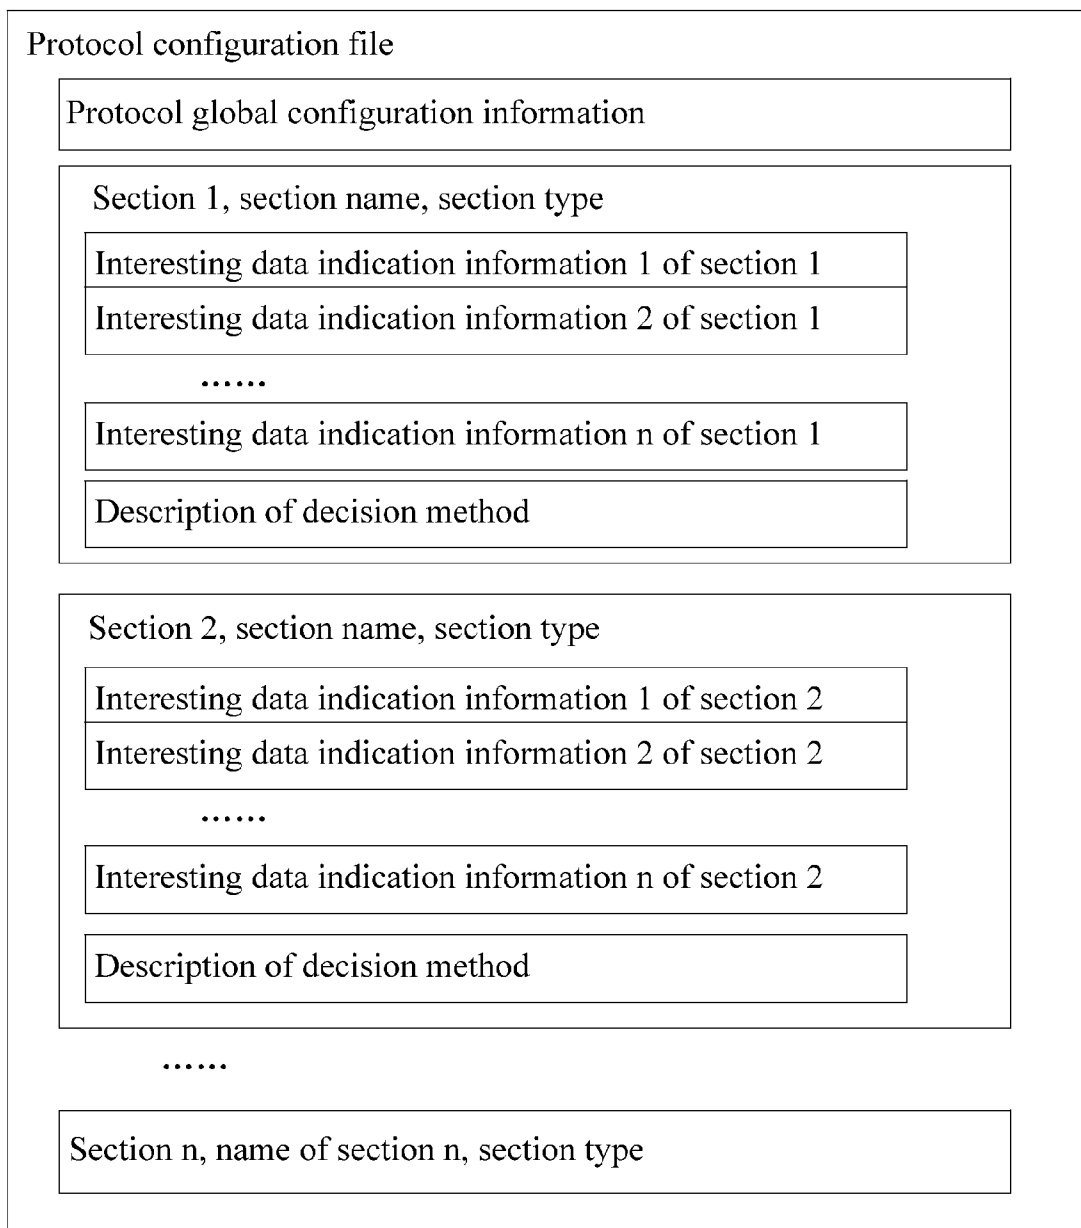 Protocol configuration file
Protocol global configuration information
Section 1, section name, section type
Interesting data indication information 1 of section 1
Interesting data indication information 2 of section 1
……
Interesting data indication information n of section 1
Description of decision method
Section 2, section name, section type
Interesting data indication information 1 of section 2
Interesting data indication information 2 of section 2
……
Interesting data indication information n of section 2
Description of decision method
……
Section n, name of section n, section type